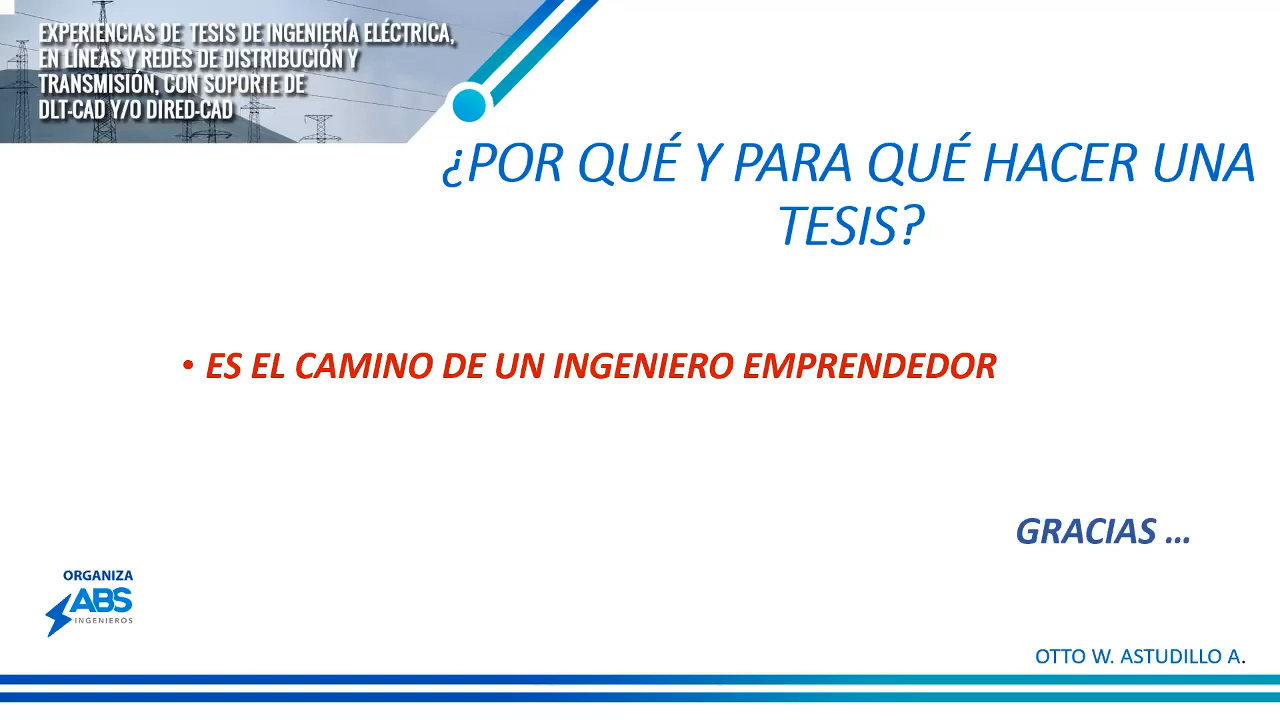 EXPERIENCIAS DE TESIS DE INGENIERÍA ELÉCTRICA,
EN LÍNEAS Y REDES DE DISTRIBUCIÓN Y
TRANSMISIÓN, CON SOPORTE DE
DLT-CAD Y/O DIRED-CAD
¿POR QUÉ Y PARA QUÉ HACER UNA
TESIS?
• ES EL CAMINO DE UN INGENIERO EMPRENDEDOR
GRACIAS ...
ORGANIZA
ABS
INGENIEROS
OTTO W. ASTUDILLO A.